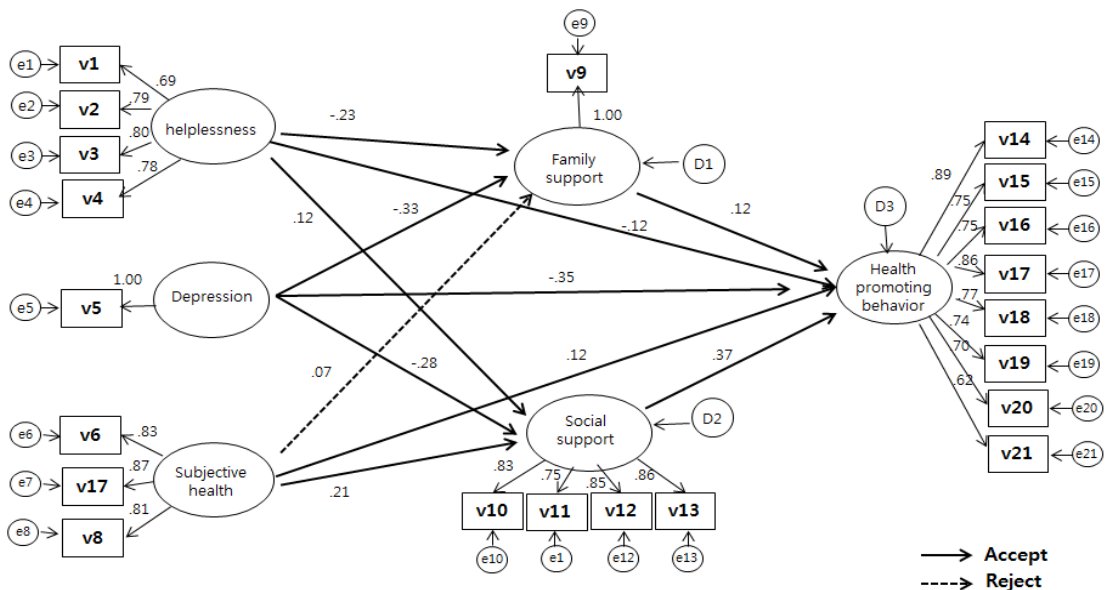 e9
v9
1.00
e1
v1
.69
e2
v2
.79
e3
v3
.80
e4
v4
.78
helplessness
-.23
Family
support
D1
.12
-.33
-.12
.12
e5
v5
1.00
Depression
-.35
.07
-.28
.12
.37
e6
v6
.83
e7
v17
.87
e8
v8
.81
Subjective
health
.21
Social
support
D2
.83
.75
.85
.86
v10
v11
v12
v13
e10
e1
e12
e13
D3
Health
promoting
behavior
.89
v14
e14
.75
v15
e15
.75
v16
e16
.86
v17
e17
.77
v18
e18
.74
v19
e19
.70
v20
e20
.62
v21
e21
Accept
Reject